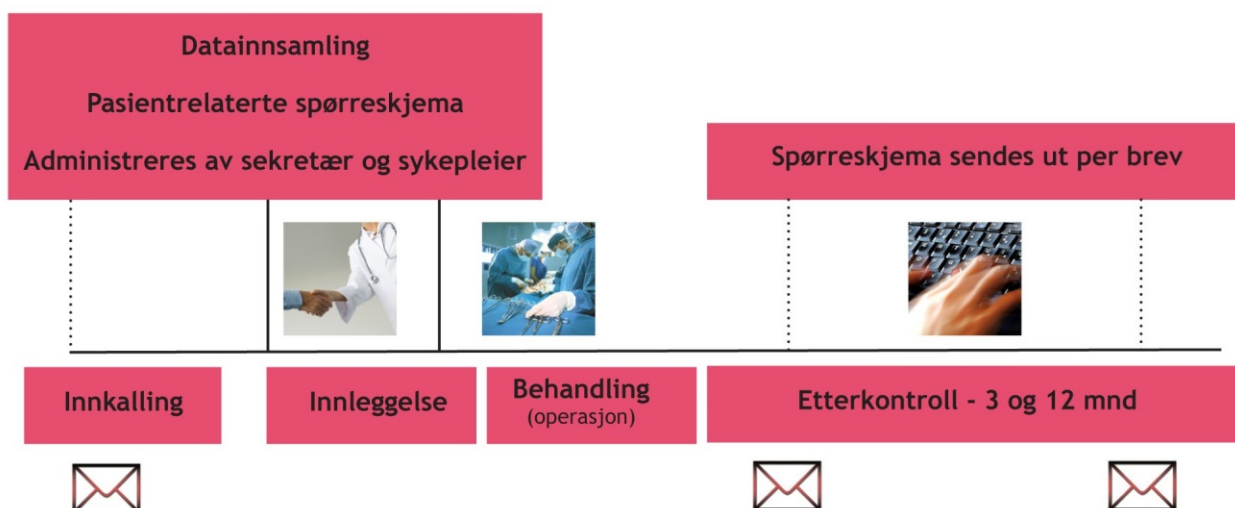 Datainnsamling
Pasientrelaterte spørreskjema
Administreres av sekretær og sykepleier
Spørreskjema sendes ut per brev
Innkalling
Innleggelse
Behandling
(operasjon)
Etterkontroll - 3 og 12 mnd